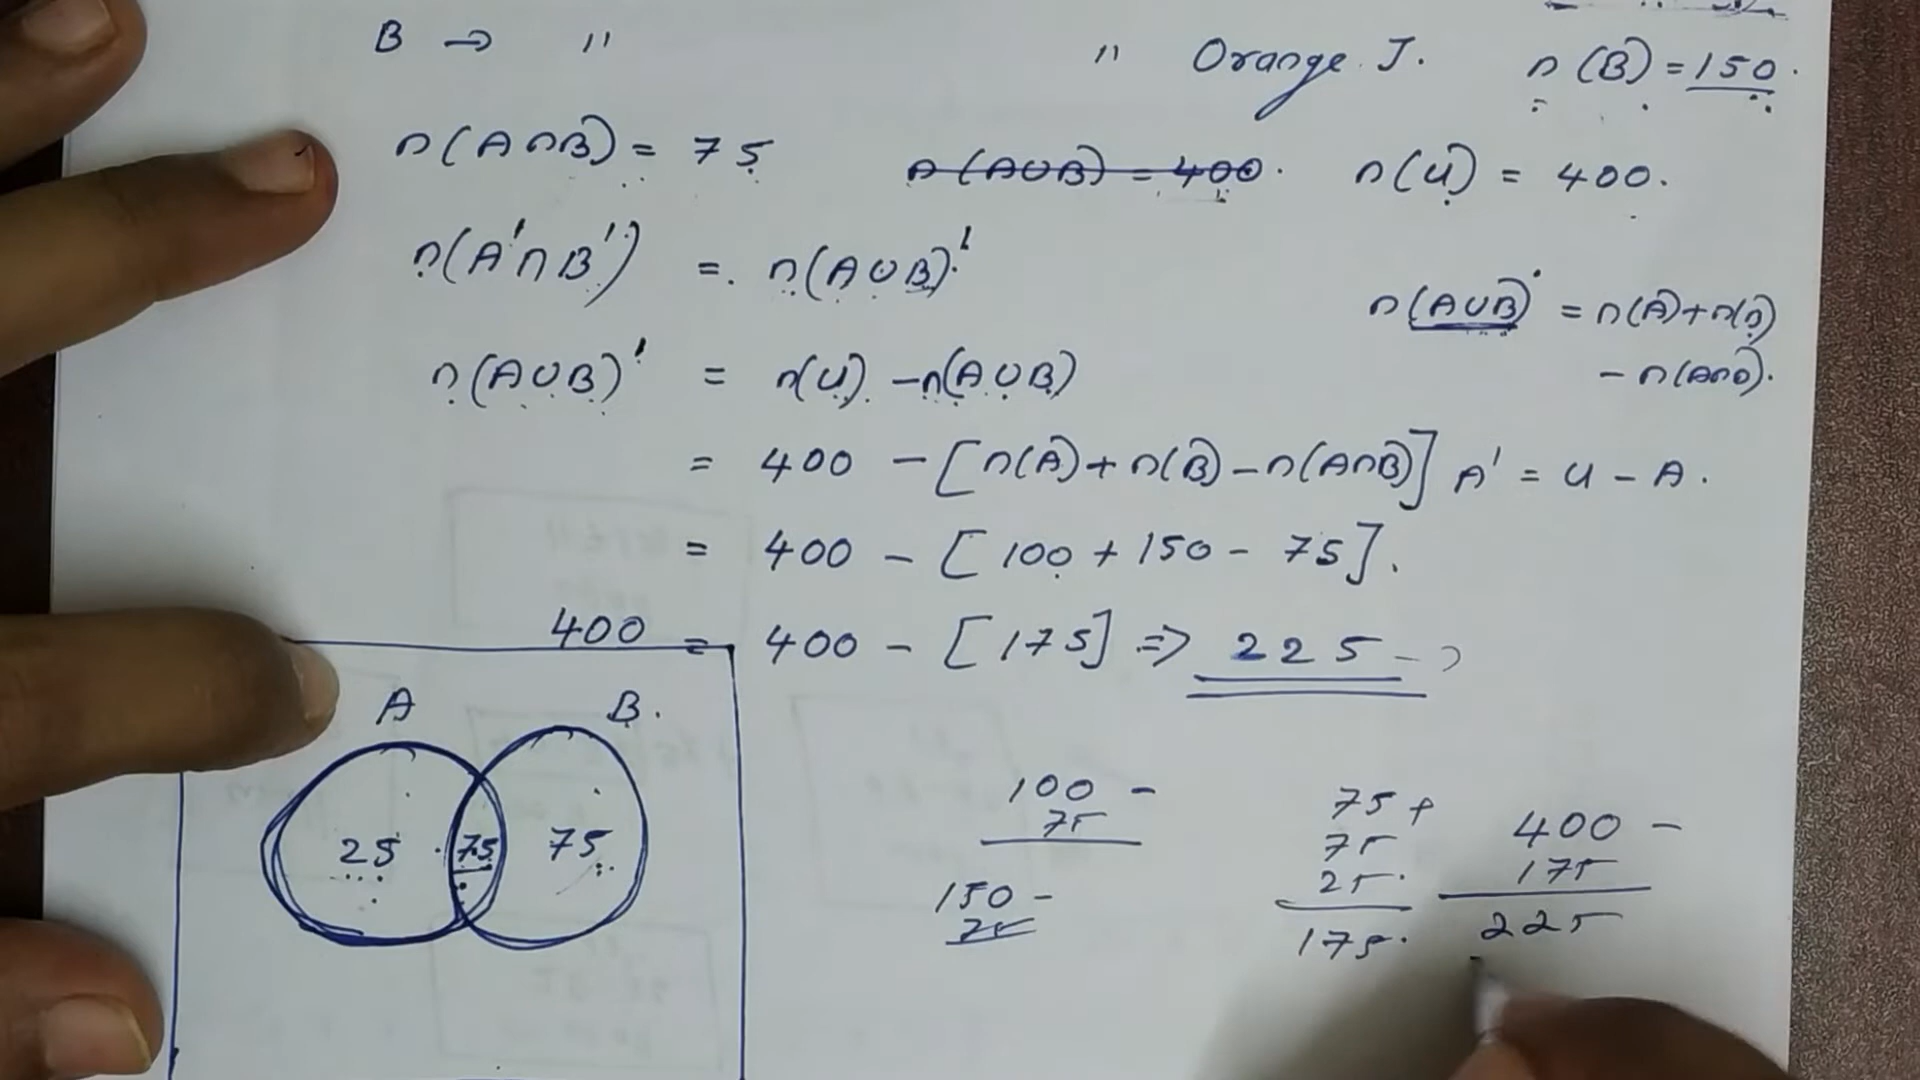 B → " " Orange J. n(B) = 150.
n(A∩B) = 75 n(A∪B) = 400. n(U) = 400.
n(A'∩B') = n(A∪B)'
n(A∪B) = n(A)+n(B)
- n(A∩B).
n(A∪B)' = n(U) - n(A∪B)
= 400 - [n(A) + n(B) - n(A∩B)] A' = U - A.
= 400 - [100 + 150 - 75].
400 = 400 - [175] ⇒ 225
A B.
25 75 75
100 -
75
150 -
75
75 +
75
25.
175.
400 -
175
225